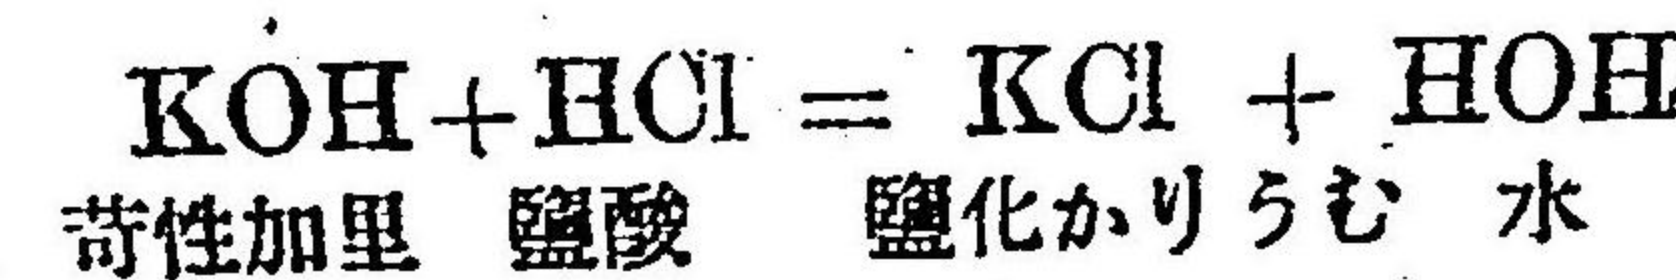 KOH+HCl = KCl + HOH
苛性加里 鹽酸 鹽化かりうむ 水